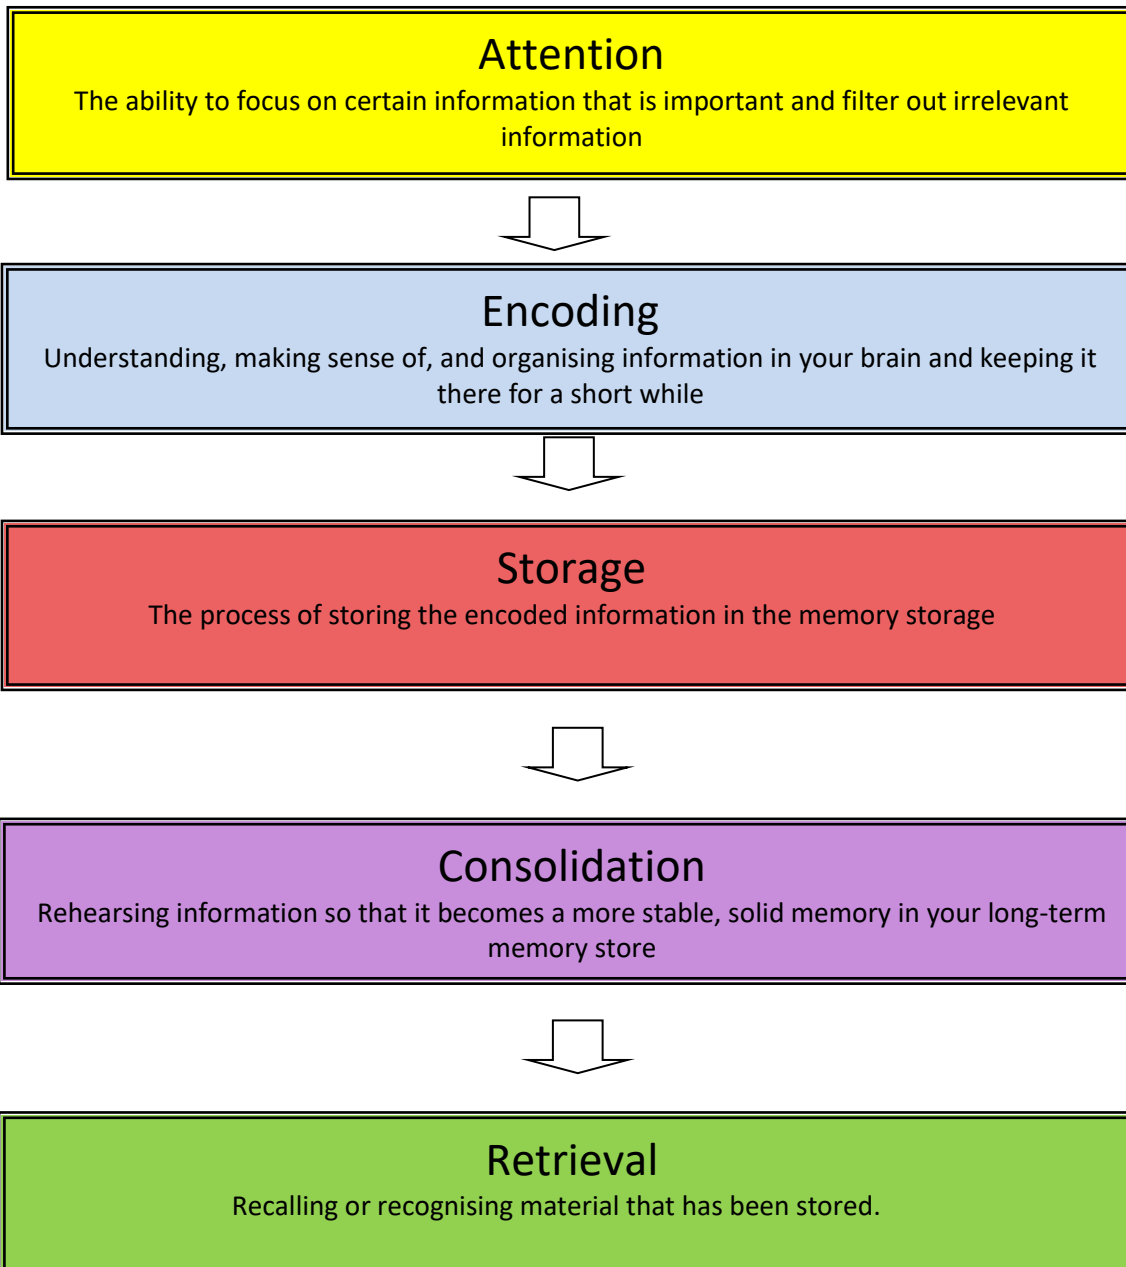 Attention
The ability to focus on certain information that is important and filter out irrelevant
information
Encoding
Understanding, making sense of, and organising information in your brain and keeping it
there for a short while
Storage
The process of storing the encoded information in the memory storage
Consolidation
Rehearsing information so that it becomes a more stable, solid memory in your long-term
memory store
Retrieval
Recalling or recognising material that has been stored.